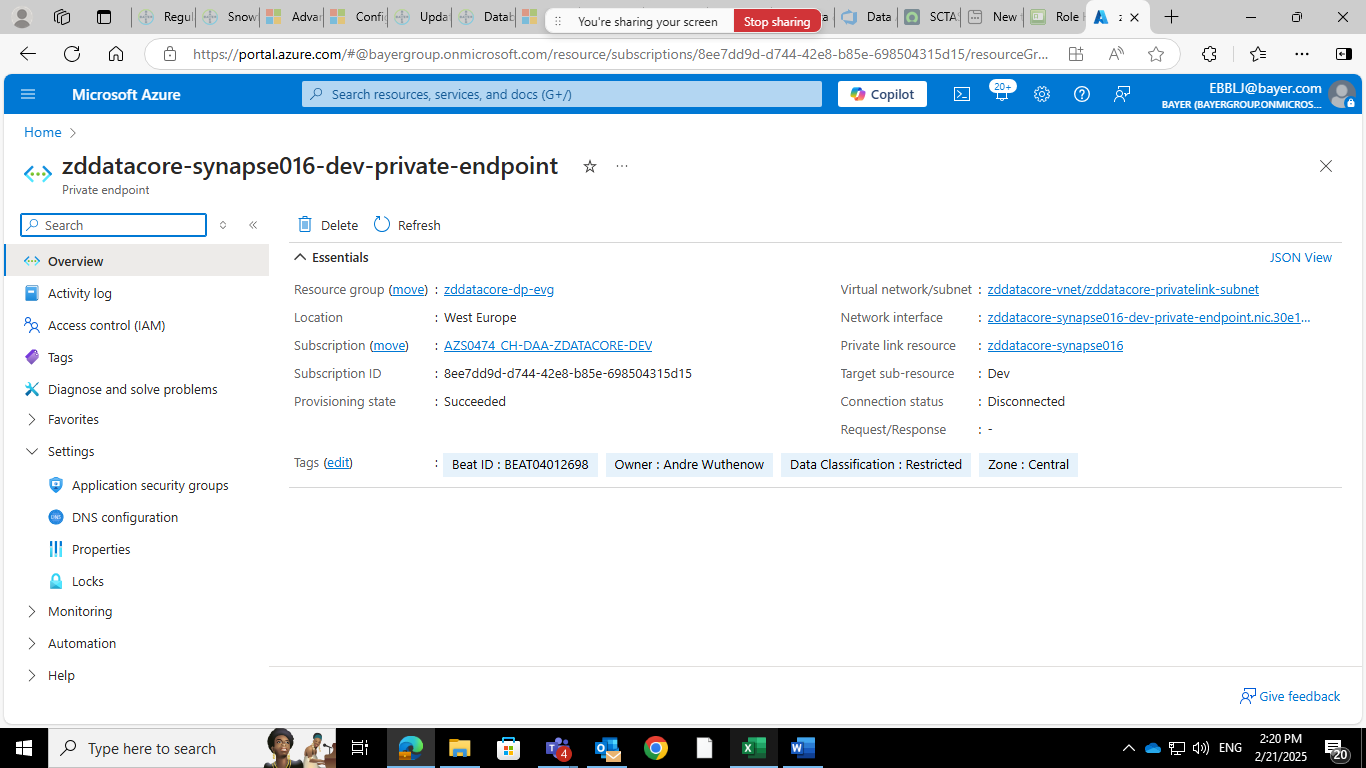 Regul
Snow
Adva
Confi
Upda
Datab
You're sharing your screen
Stop sharing
Data
SCTAS
New
Role H
https://portal.azure.com/#@bayergroup.onmicrosoft.com/resource/subscriptions/8ee7dd9d-d744-42e8-b85e-698504315d15/resourceGr...
Microsoft Azure
Search resources, services, and docs (G+/)
Copilot
20+
EBBLJ@bayer.com
BAYER (BAYERGROUP.ONMICROS...
Home
zddatacore-synapse016-dev-private-endpoint
Private endpoint
Search
Delete
Refresh
Overview
Activity log
Access control (IAM)
Tags
Diagnose and solve problems
Favorites
Settings
Application security groups
DNS configuration
Properties
Locks
Monitoring
Automation
Help
Essentials
JSON View
Resource group (move) : zddatacore-dp-evg
Location : West Europe
Subscription (move) : AZS0474_CH-DAA-ZDATACORE-DEV
Subscription ID : 8ee7dd9d-d744-42e8-b85e-698504315d15
Provisioning state : Succeeded
Virtual network/subnet : zddatacore-vnet/zddatacore-privatelink-subnet
Network interface : zddatacore-synapse016-dev-private-endpoint.nic.30e1...
Private link resource : zddatacore-synapse016
Target sub-resource : Dev
Connection status : Disconnected
Request/Response : -
Tags (edit) : Beat ID : BEAT04012698 Owner : Andre Wuthenow Data Classification : Restricted Zone : Central
Give feedback
Type here to search
4
ENG
2:20 PM
2/21/2025
20